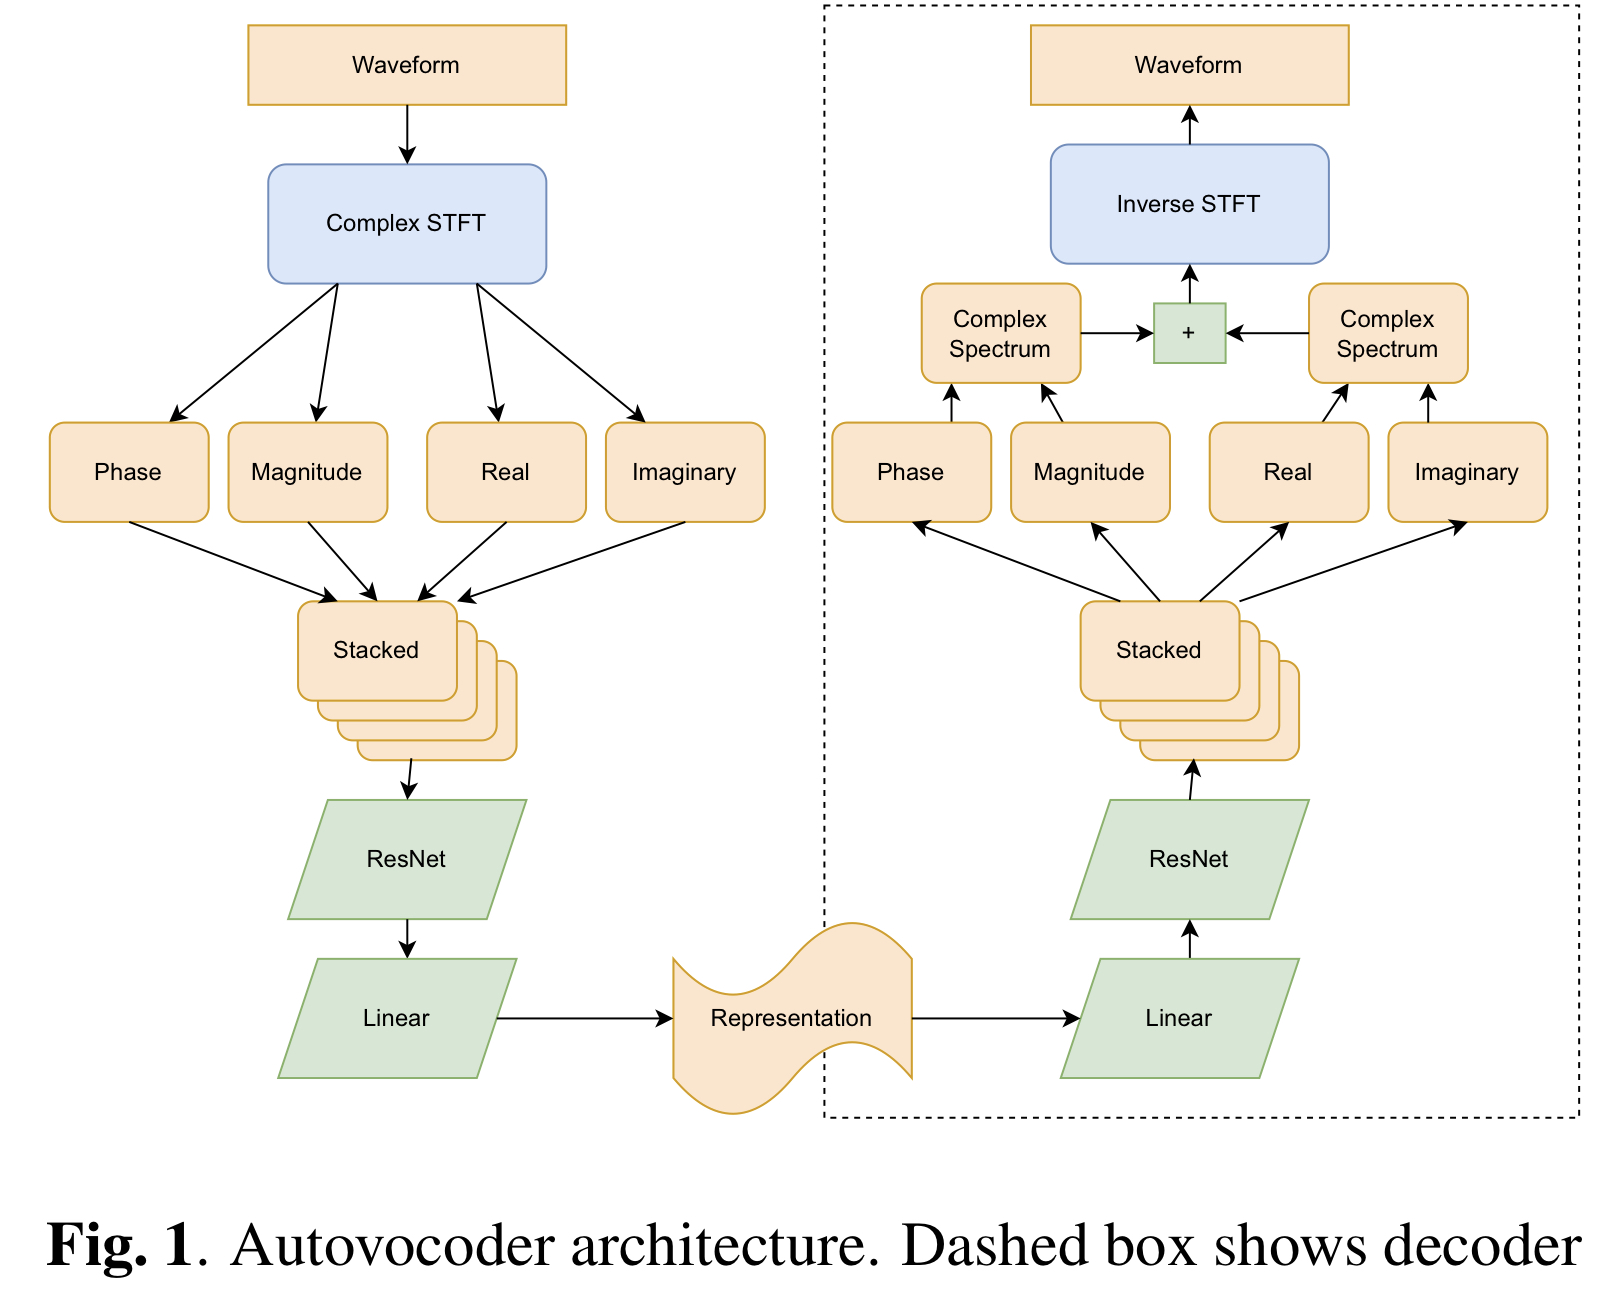 Waveform
Complex STFT
Phase
Magnitude
Real
Imaginary
Stacked
ResNet
Linear
Representation
Waveform
Inverse STFT
Complex
Spectrum
+
Complex
Spectrum
Phase
Magnitude
Real
Imaginary
Stacked
ResNet
Linear
Fig. 1. Autovocoder architecture. Dashed box shows decoder